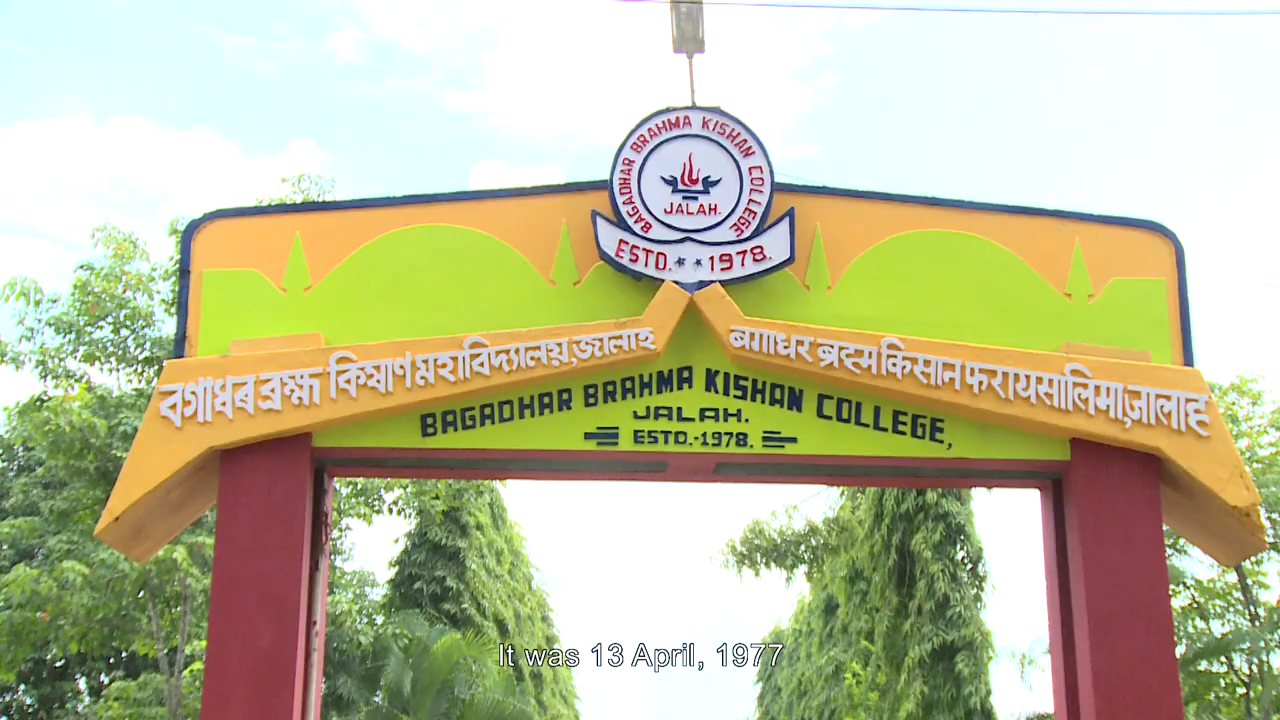 BAGADHAR BRAHMA KISHAN COLLEGE
JALAH.
ESTD. ** 1978.
বগাধৰ ব্ৰহ্ম কিষাণ মহাবিদ্যালয়,জালাহ
बगाधर ब्रह्म किसान फरायसालिमा,जालाह
BAGADHAR BRAHMA KISHAN COLLEGE,
JALAH.
ESTD.-1978.
It was 13 April, 1977